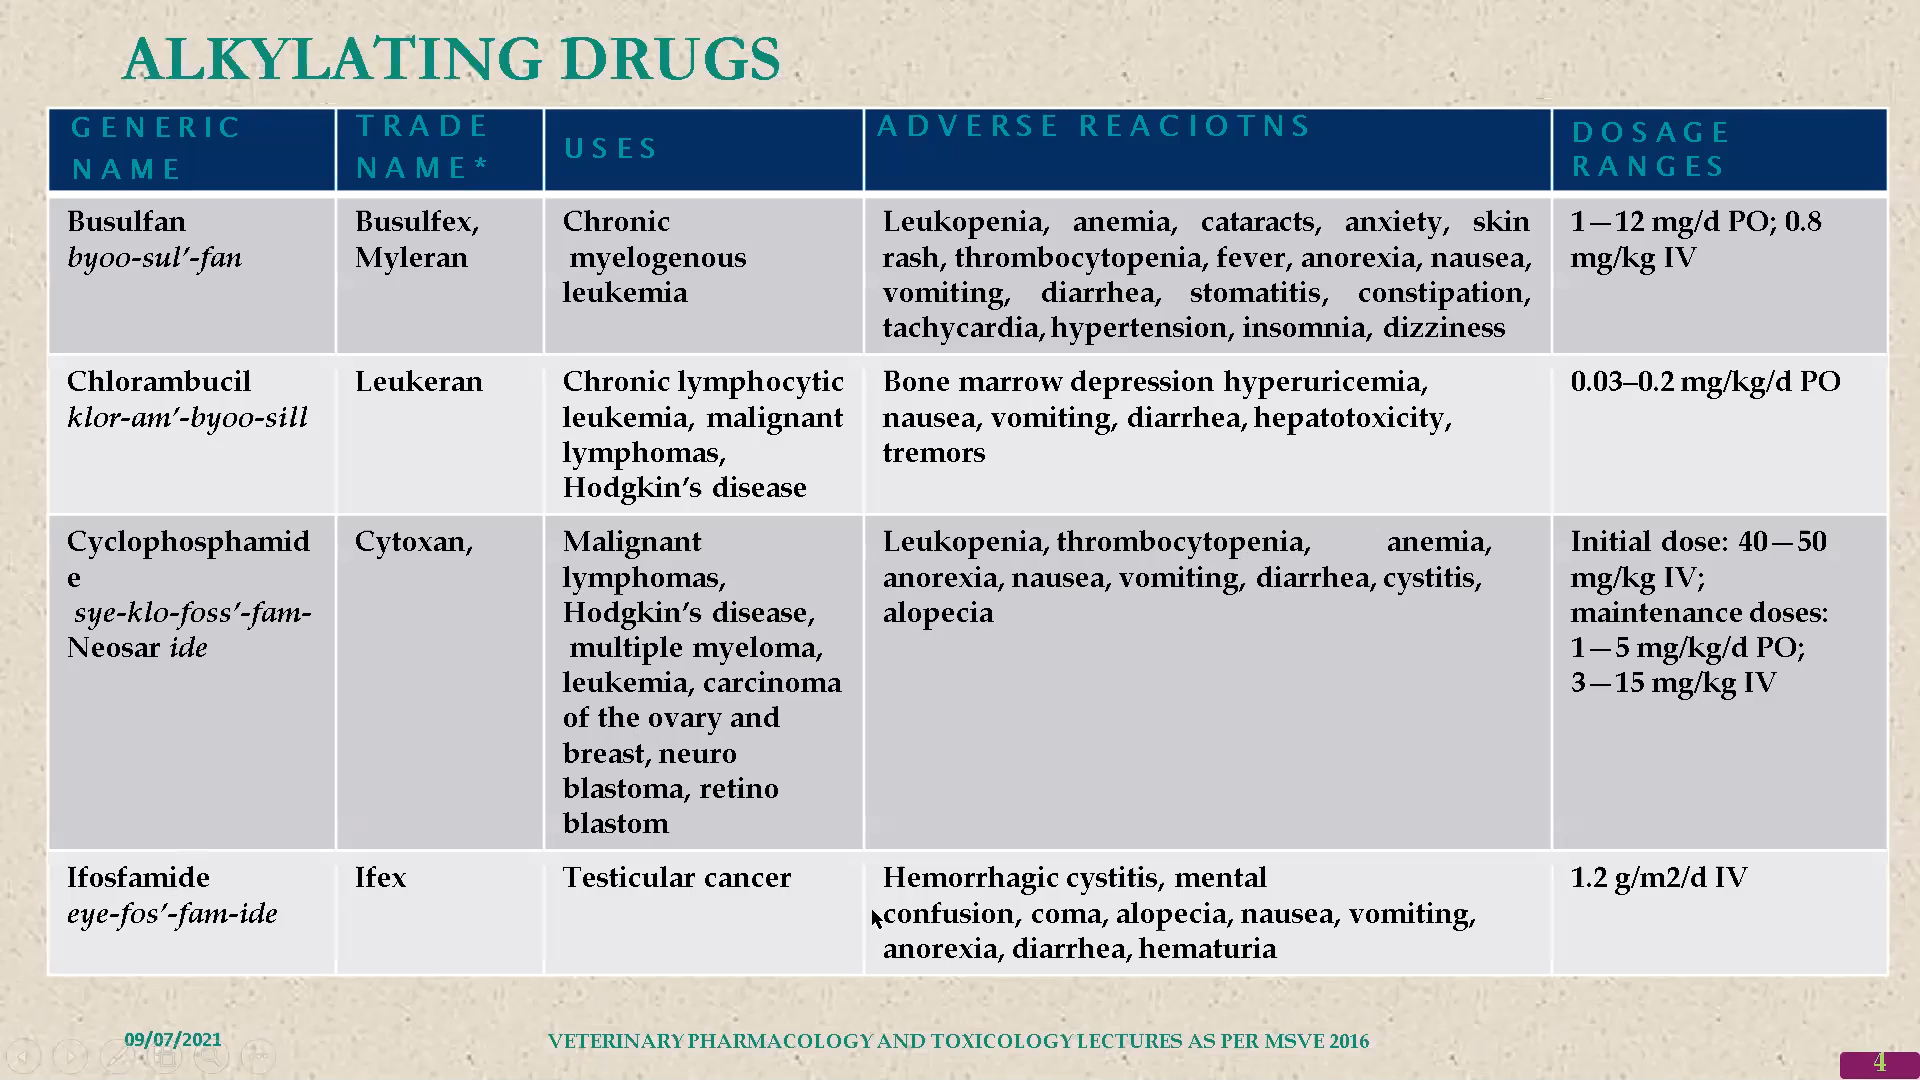 ALKYLATING DRUGS
GENERIC
NAME
TRADE
NAME*
USES
ADVERSE REACIOTNS
DOSAGE
RANGES
Busulfan
byoo-sul’-fan
Busulfex,
Myleran
Chronic
myelogenous
leukemia
Leukopenia, anemia, cataracts, anxiety, skin
rash, thrombocytopenia, fever, anorexia, nausea,
vomiting, diarrhea, stomatitis, constipation,
tachycardia, hypertension, insomnia, dizziness
1—12 mg/d PO; 0.8
mg/kg IV
Chlorambucil
klor-am’-byoo-sill
Leukeran
Chronic lymphocytic
leukemia, malignant
lymphomas,
Hodgkin’s disease
Bone marrow depression hyperuricemia,
nausea, vomiting, diarrhea, hepatotoxicity,
tremors
0.03–0.2 mg/kg/d PO
Cyclophosphamid
e
sye-klo-foss’-fam-
Neosar ide
Cytoxan,
Malignant
lymphomas,
Hodgkin’s disease,
multiple myeloma,
leukemia, carcinoma
of the ovary and
breast, neuro
blastoma, retino
blastom
Leukopenia, thrombocytopenia, anemia,
anorexia, nausea, vomiting, diarrhea, cystitis,
alopecia
Initial dose: 40—50
mg/kg IV;
maintenance doses:
1—5 mg/kg/d PO;
3—15 mg/kg IV
Ifosfamide
eye-fos’-fam-ide
Ifex
Testicular cancer
Hemorrhagic cystitis, mental
confusion, coma, alopecia, nausea, vomiting,
anorexia, diarrhea, hematuria
1.2 g/m2/d IV
09/07/2021
VETERINARY PHARMACOLOGY AND TOXICOLOGY LECTURES AS PER MSVE 2016
4